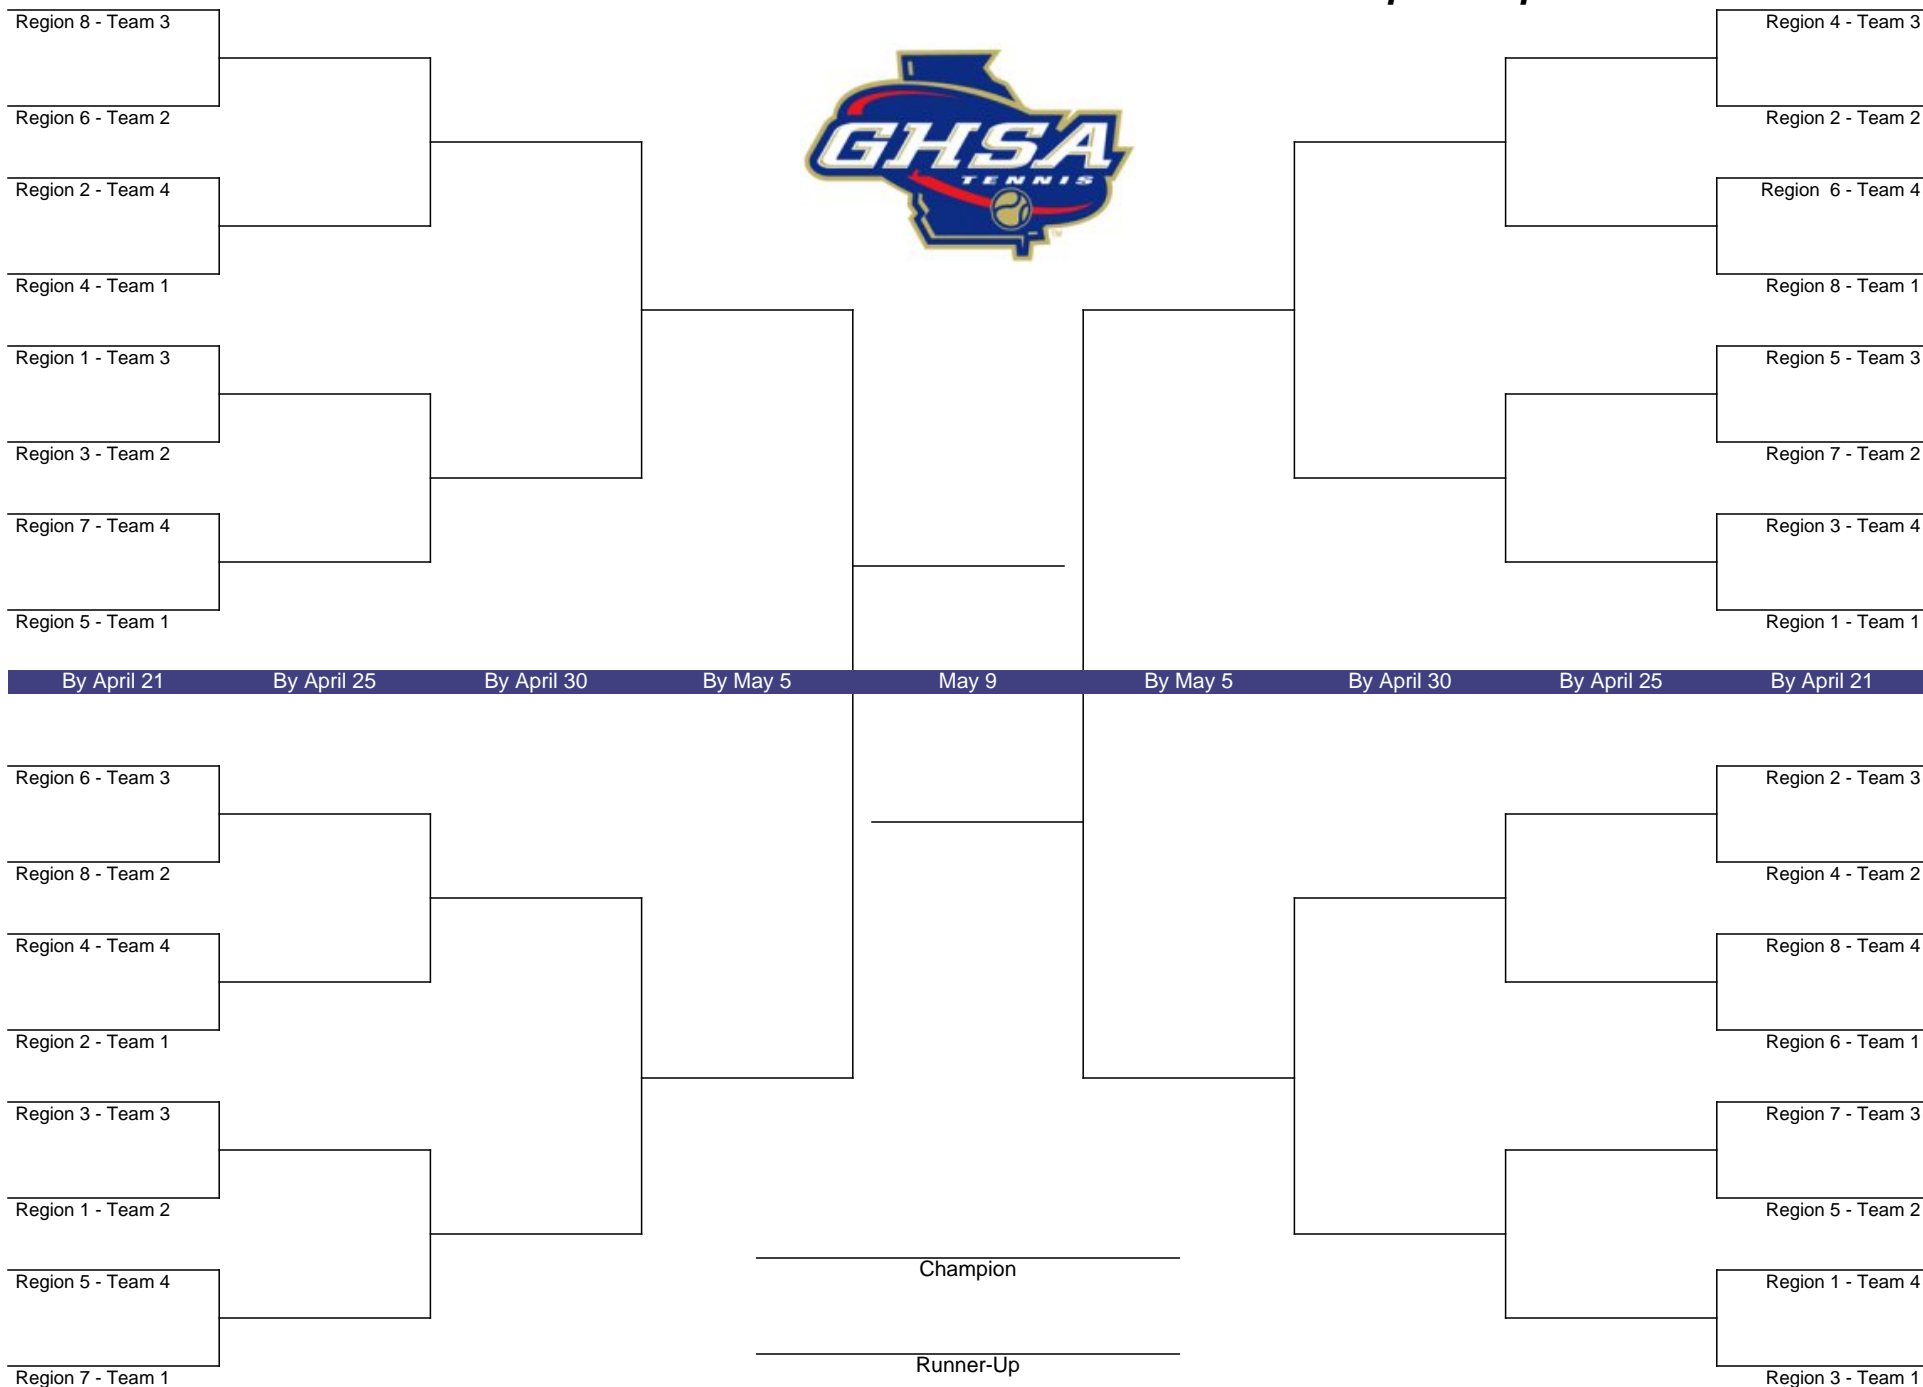 Region 8 - Team 3
Region 6 - Team 2
Region 2 - Team 4
Region 4 - Team 1
Region 1 - Team 3
Region 3 - Team 2
Region 7 - Team 4
Region 5 - Team 1
GHSA
TENNIS
TM
Region 4 - Team 3
Region 2 - Team 2
Region  6 - Team 4
Region 8 - Team 1
Region 5 - Team 3
Region 7 - Team 2
Region 3 - Team 4
Region 1 - Team 1
By April 21 By April 25 By April 30 By May 5 May 9 By May 5 By April 30 By April 25 By April 21
Region 6 - Team 3
Region 8 - Team 2
Region 4 - Team 4
Region 2 - Team 1
Region 3 - Team 3
Region 1 - Team 2
Region 5 - Team 4
Region 7 - Team 1
Champion
Runner-Up
Region 2 - Team 3
Region 4 - Team 2
Region 8 - Team 4
Region 6 - Team 1
Region 7 - Team 3
Region 5 - Team 2
Region 1 - Team 4
Region 3 - Team 1